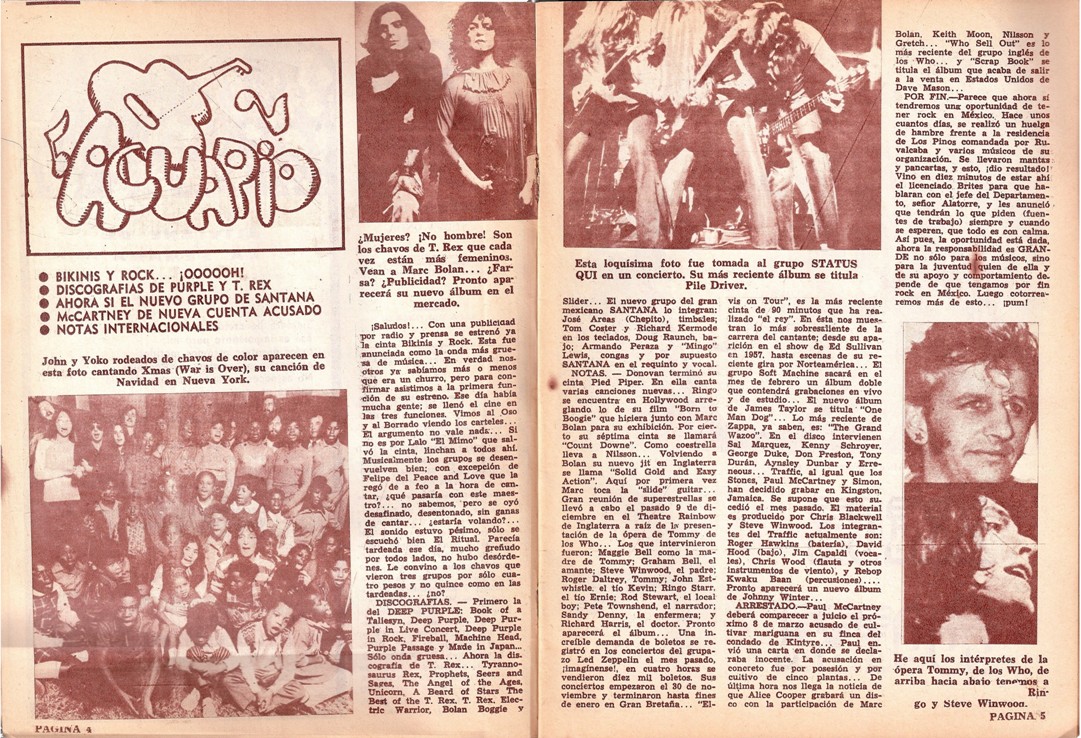 ACUARIO
● BIKINIS Y ROCK... ¡OOOOOH!
● DISCOGRAFIAS DE PURPLE Y T. REX
● AHORA SI EL NUEVO GRUPO DE SANTANA
● McCARTNEY DE NUEVA CUENTA ACUSADO
● NOTAS INTERNACIONALES
John y Yoko rodeados de chavos de color aparecen en
esta foto cantando Xmas (War is Over), su canción de
Navidad en Nueva York.
PAGINA 4
¿Mujeres? ¡No hombre! Son
los chavos de T. Rex que cada
vez están más femeninos.
Vean a Marc Bolan... ¿Far-
sa? ¿Publicidad? Pronto apa-
recerá su nuevo álbum en el
mercado.
¡Saludos!... Con una publicidad
por radio y prensa se estrenó ya
la cinta Bikinis y Rock. Esta fue
anunciada como la onda más grue-
sa de música... En verdad nos-
otros ya sabíamos más o menos
que era un churro, pero para con-
firmar asistimos a la primera fun-
ción de su estreno. Ese día había
mucha gente; se llenó el cine en
las tres funciones. Vimos al Oso
y al Borrado viendo los carteles...
El argumento no vale nada... Si
no es por Lalo "El Mimo" que sal-
vó la cinta, linchan a todos ahí.
Musicalmente los grupos se desen-
vuelven bien; con excepción de
Felipe del Peace and Love que la
regó de a feo a la hora de can-
tar, ¿qué pasaría con este maes-
tro?... no sabemos, pero se oyó
desafinado, desentonado, sin ganas
de cantar... ¿estaría volando?...
El sonido estuvo pésimo, sólo se
escuchó bien El Ritual. Parecía
tardeada ese día, mucho greñudo
por todos lados, no hubo desórde-
nes. Le convino a los chavos que
vieron tres grupos por sólo cua-
tro pesos y no quince como en las
tardeadas... ¿no?
DISCOGRAFIAS. — Primero la
del DEEP PURPLE: Book of a
Taliesyn, Deep Purple, Deep Pur-
ple in Live Concert, Deep Purple
in Rock, Fireball, Machine Head,
Purple Passage y Made in Japan...
Sólo onda gruesa... Ahora la dis-
cografía de T. Rex... Tyranno-
saurus Rex, Prophets, Seers and
Sages, The Angel of the Ages,
Unicorn, A Beard of Stars The
Best of the T. Rex, T. Rex, Elec-
tric Warrior, Bolan Boggie y
Esta loquísima foto fue tomada al grupo STATUS
QUI en un concierto. Su más reciente álbum se titula
Pile Driver.
Slider... El nuevo grupo del gran
mexicano SANTANA lo integran:
José Areas (Chepito), timbales;
Tom Coster y Richard Kermode
en los teclados, Doug Raunch, ba-
jo; Armando Peraza y "Mingo"
Lewis, congas y por supuesto
SANTANA en el requinto y vocal.
NOTAS. — Donovan terminó su
cinta Pied Piper. En ella canta
varias canciones nuevas... Ringo
se encuentra en Hollywood arre-
glando lo de su film "Born to
Boogie" que hiciera junto con Marc
Bolan para su exhibición. Por cier-
to su séptima cinta se llamará
"Count Downe". Como coestrella
lleva a Nilsson... Volviendo a
Bolan su nuevo jit en Inglaterra
se llama "Solid Gold and Easy
Action". Aquí por primera vez
Marc toca la "slide" guitar...
Gran reunión de superestrellas se
llevó a cabo el pasado 9 de di-
ciembre en el Theatre Rainbow
de Inglaterra a raíz de la presen-
tación de la ópera de Tommy de
los Who... Los que intervinieron
fueron: Maggie Bell como la ma-
dre de Tommy; Graham Bell, el
amante; Steve Winwood, el padre;
Roger Daltrey, Tommy; John Est-
whistle. el tío Kevin; Ringo Starr.
el tío Ernie; Rod Stewart, el local
boy; Pete Townshend, el narrador;
Sandy Denny, la enfermera; y
Richard Harris, el doctor. Pronto
aparecerá el álbum... Una in-
creíble demanda de boletos se re-
gistró en los conciertos del grupa-
zo Led Zeppelin el mes pasado,
¡imagínense!, en cuatro horas se
vendieron diez mil boletos. Sus
conciertos empezaron el 30 de no-
viembre y terminaron hasta fines
de enero en Gran Bretaña... "El-
vis on Tour", es la más reciente
cinta de 90 minutos que ha rea-
lizado "el rey". En ésta nos mues-
tran lo más sobresaliente de la
carrera del cantante; desde su apa-
rición en el show de Ed Sullivan
en 1957, hasta escenas de su re-
ciente gira por Norteamérica... El
grupo Soft Machine sacará en el
mes de febrero un álbum doble
que contendrá grabaciones en vivo
y de estudio... El nuevo álbum
de James Taylor se titula "One
Man Dog"... Lo más reciente de
Zappa, ya saben, es: "The Grand
Wazoo". En el disco intervienen
Sal Marquez, Kenny Schroyer,
George Duke, Don Preston, Tony
Durán, Aynsley Dunbar y Erre-
neous... Traffic, al igual que los
Stones, Paul McCartney y Simon,
han decidido grabar en Kingston,
Jamaica. Se supone que esto su-
cedió el mes pasado. El material
es producido por Chris Blackwell
y Steve Winwood. Los integran-
tes del Traffic actualmente son:
Roger Hawkins (batería), David
Hood (bajo), Jim Capaldi (voca-
les), Chris Wood (flauta y otros
instrumentos de viento), y Rebop
Kwaku Baan (percusiones)....
Pronto aparecerá un nuevo álbum
de Johnny Winter...
ARRESTADO.—Paul McCartney
deberá comparecer a juicio el pró-
ximo 8 de marzo acusado de cul-
tivar mariguana en su finca del
condado de Kintyre... Paul en-
vió una carta en donde se decla-
raba inocente. La acusación en
concreto fue por posesión y por
cultivo de cinco plantas... De
última hora nos llega la noticia de
que Alice Cooper grabará un dis-
co con la participación de Marc
Bolan, Keith Moon, Nilsson y
Gretch... "Who Sell Out" es lo
más reciente del grupo inglés de
los Who... y "Scrap Book" se
titula el álbum que acaba de salir
a la venta en Estados Unidos de
Dave Mason...
POR FIN.—Parece que ahora sí
tendremos una oportunidad de te-
ner rock en México. Hace unos
cuantos días, se realizó un huelga
de hambre frente a la residencia
de Los Pinos comandada por Ru-
valcaba y varios músicos de su
organización. Se llevaron mantas
y pancartas, y esto, ¡dio resultado!
Vino en diez minutos de estar ahí
el licenciado Brites para que ha-
blaran con el jefe del Departamen-
to, señor Alatorre, y les anunció
que tendrán lo que piden (fuen-
tes de trabajo) siempre y cuando
se esperen, que todo es con calma.
Así pues, la oportunidad está dada,
ahora la responsabilidad es GRAN-
DE no sólo para los músicos, sino
para la juventud quien de ella y
de su apoyo y comportamiento de-
pende de que tengamos por fin
rock en México. Luego cotorrea-
remos más de esto... ¡pum!
He aquí los intérpretes de la
ópera Tommy, de los Who, de
arriba hacia abajo tenemos a
Rin-
go y Steve Winwood.
PAGINA 5